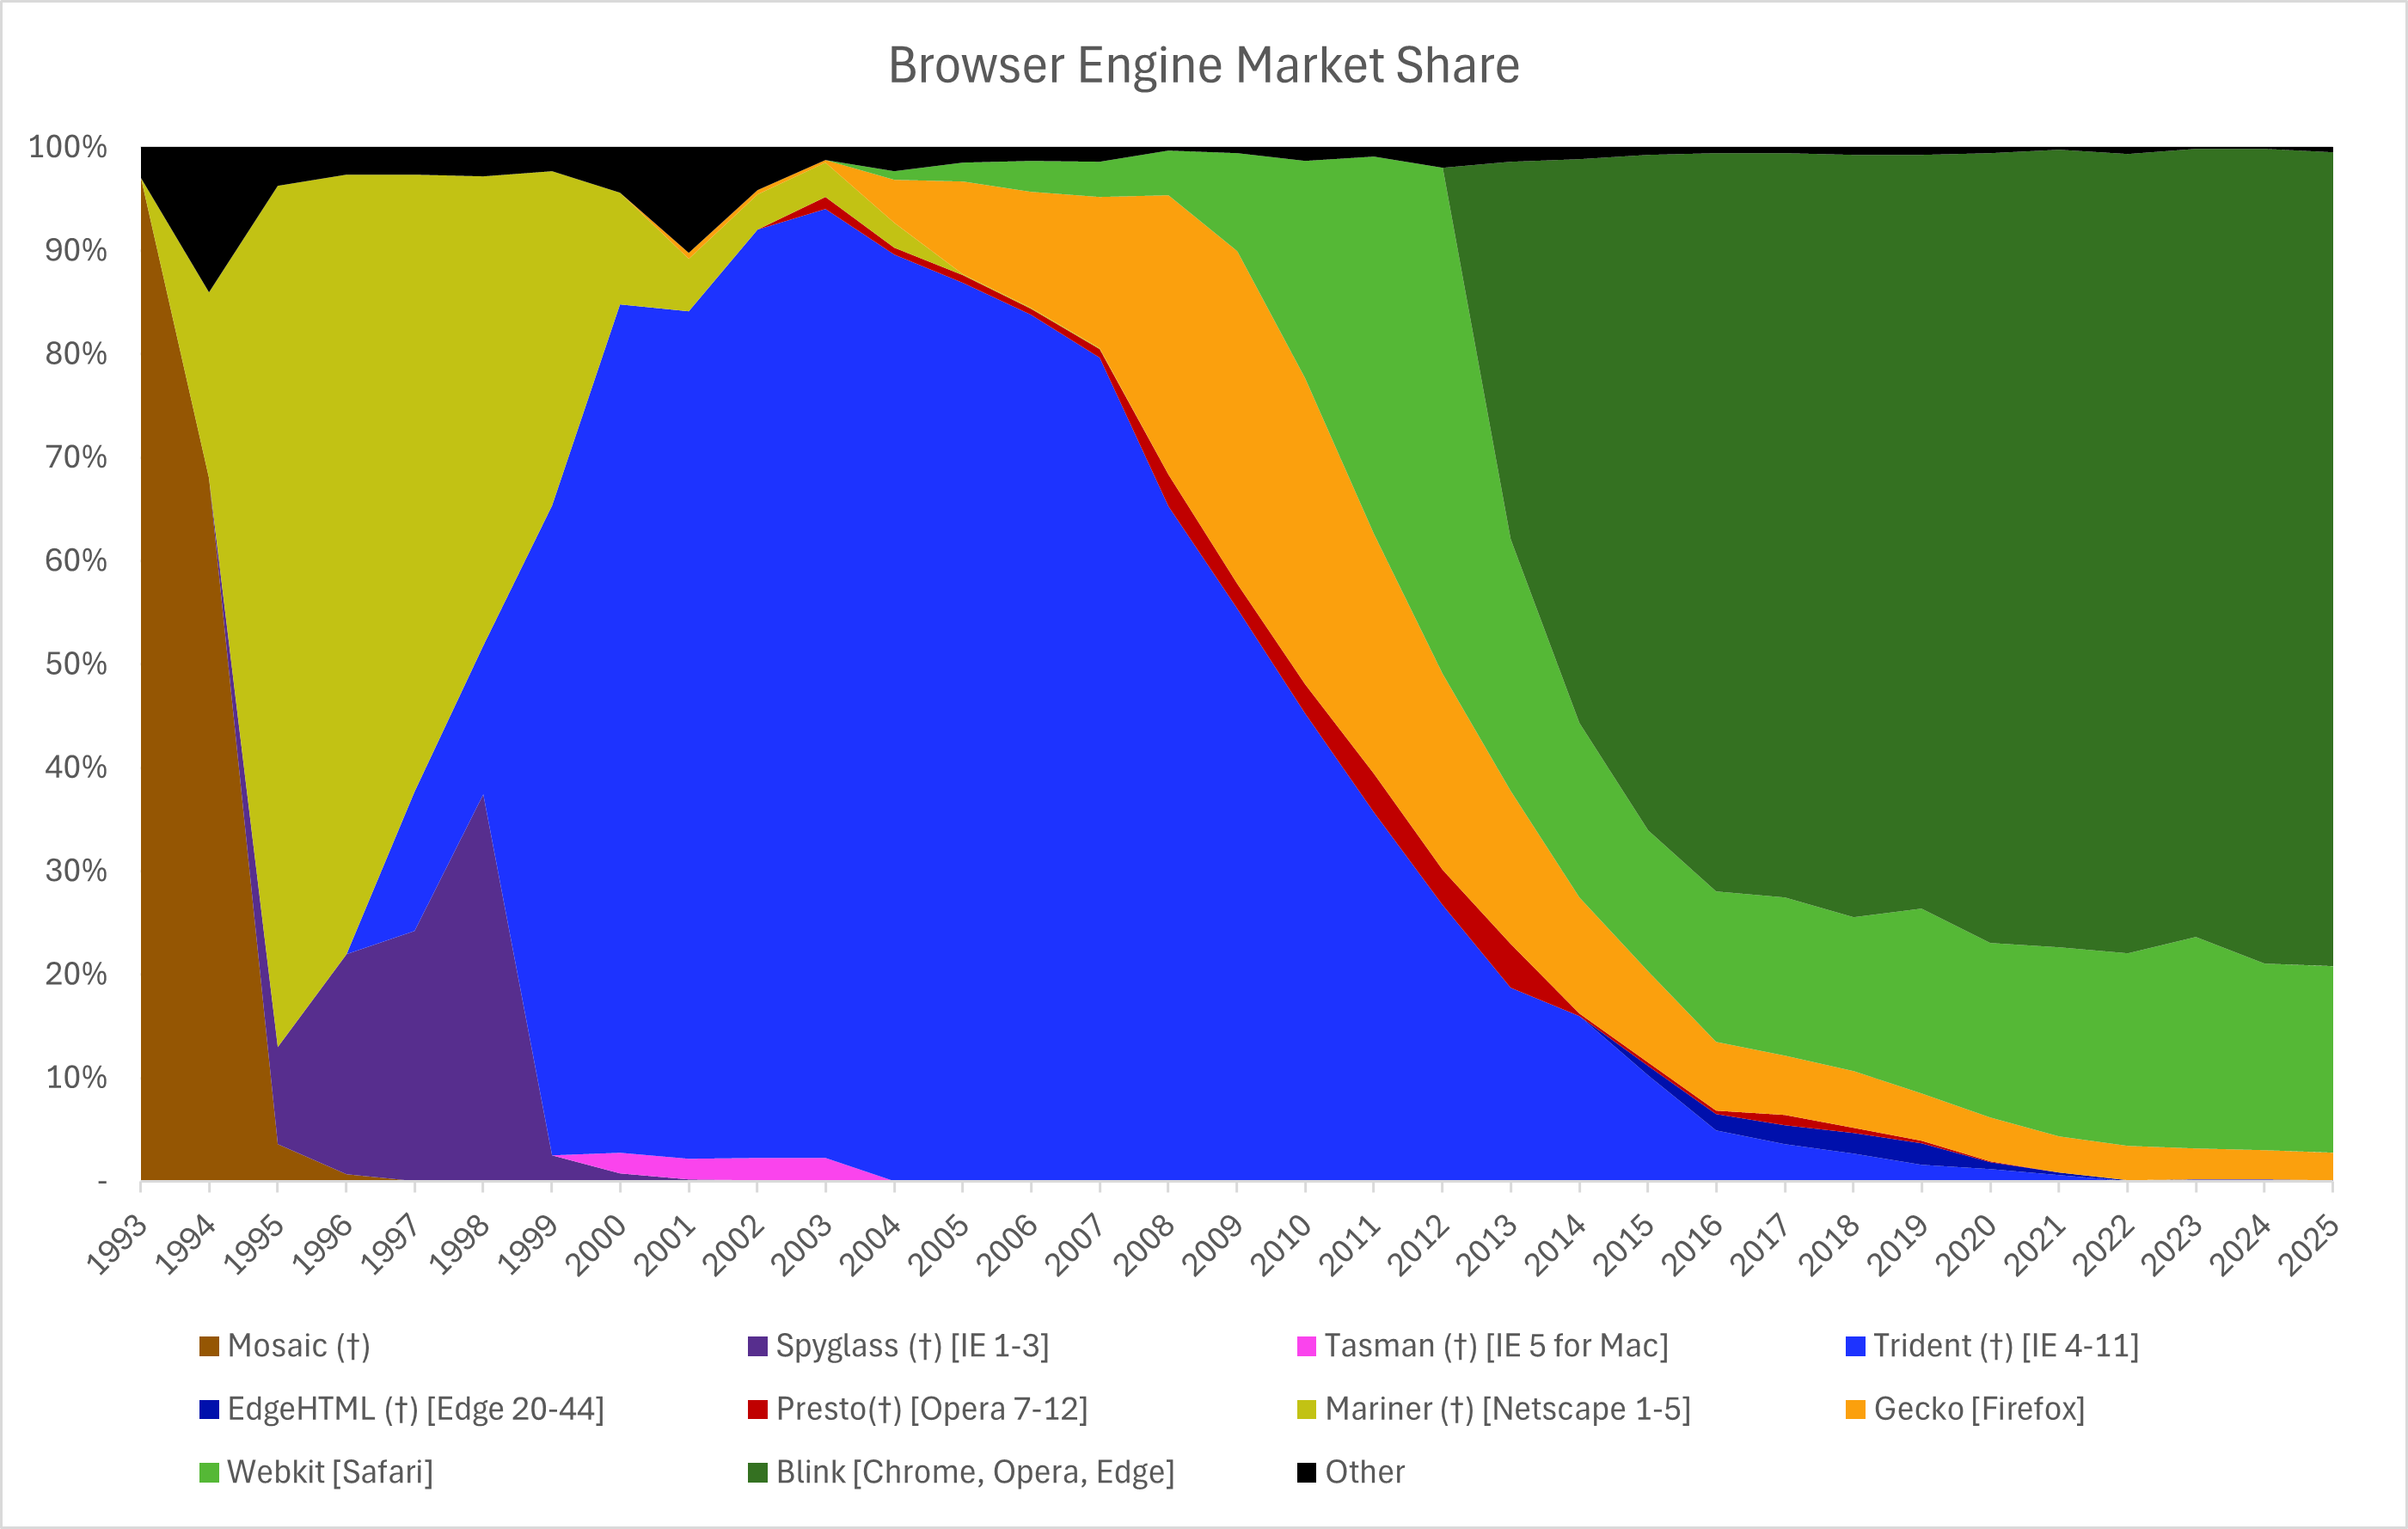 Browser Engine Market Share
100%
90%
80%
70%
60%
50%
40%
30%
20%
10%
-
1993 1994 1995 1996 1997 1998 1999 2000 2001 2002 2003 2004 2005 2006 2007 2008 2009 2010 2011 2012 2013 2014 2015 2016 2017 2018 2019 2020 2021 2022 2023 2024 2025
Mosaic (†) Spyglass (†) [IE 1-3] Tasman (†) [IE 5 for Mac] Trident (†) [IE 4-11]
EdgeHTML (†) [Edge 20-44] Presto(†) [Opera 7-12] Mariner (†) [Netscape 1-5] Gecko [Firefox]
Webkit [Safari] Blink [Chrome, Opera, Edge] Other